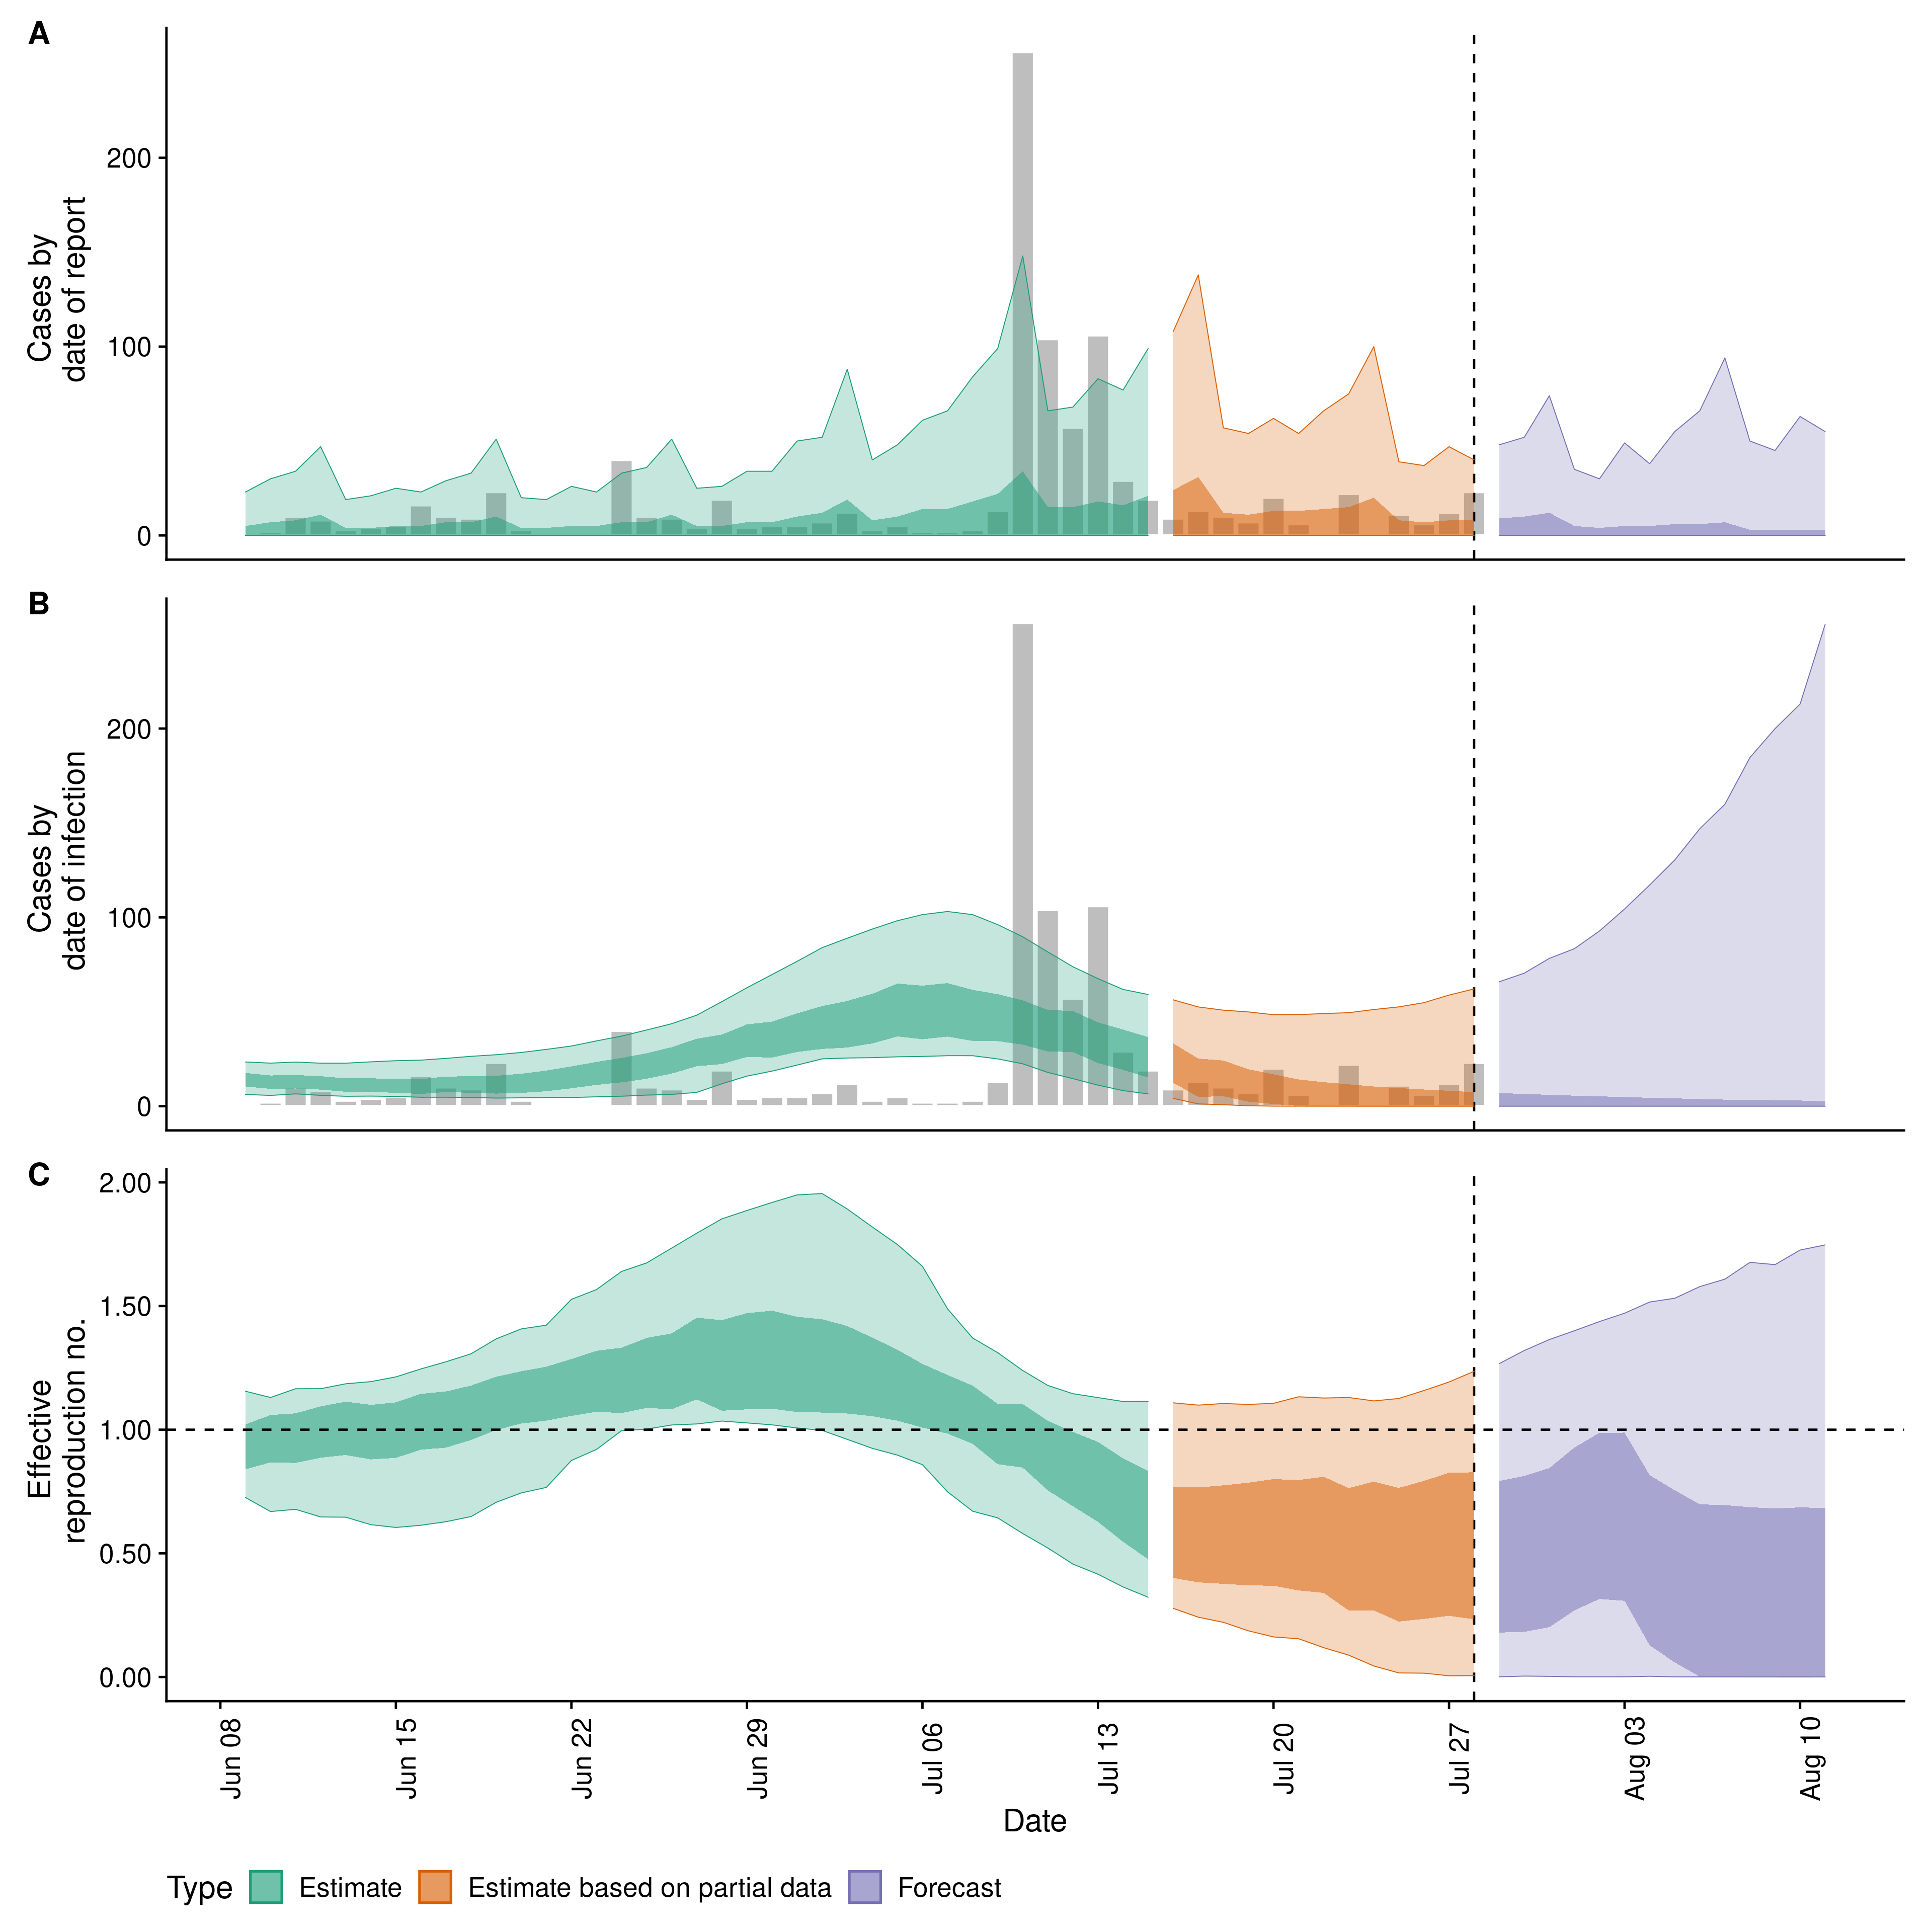 A
Cases by
date of report
200
100
0
B
Cases by
date of infection
200
100
0
C
Effective
reproduction no.
2.00
1.50
1.00
0.50
0.00
Jun 08
Jun 15
Jun 22
Jun 29
Jul 06
Jul 13
Jul 20
Jul 27
Aug 03
Aug 10
Date
Type Estimate Estimate based on partial data Forecast